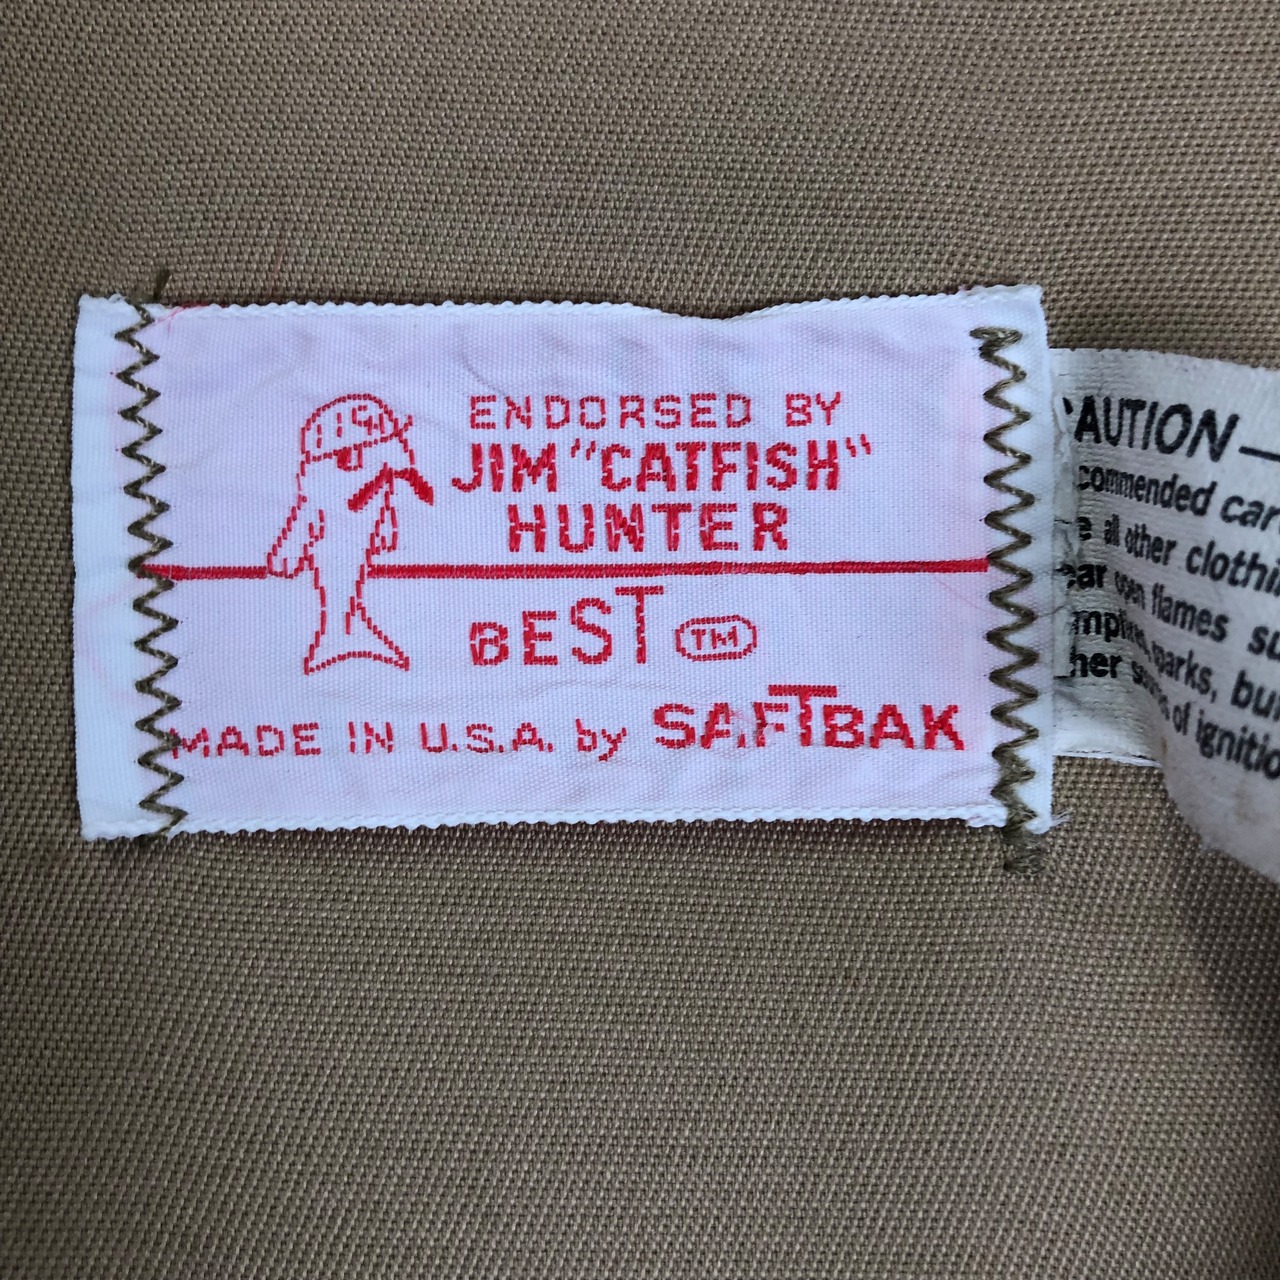 ENDORSED BY
JIM "CATFISH"
HUNTER
BEST TM
MADE IN U.S.A. by SAFTBAK
CAUTION—
commended car
all other clothi
open flames su
sparks, bu
of ignitio